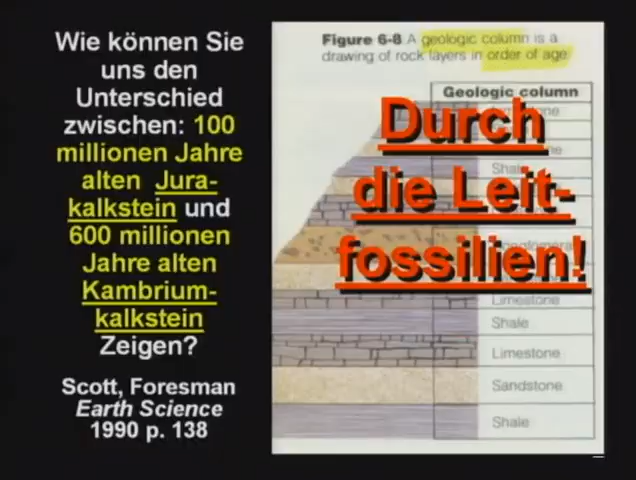 Wie können Sie
uns den
Unterschied
zwischen: 100
millionen Jahre
alten Jura-
kalkstein und
600 millionen
Jahre alten
Kambrium-
kalkstein
Zeigen?
Scott, Foresman
Earth Science
1990 p. 138
Figure 6-8 A geologic column is a
drawing of rock layers in order of age.
Geologic column
Durch
die Leit-
fossilien!
Shale
Limestone
Shale
Limestone
Sandstone
Shale